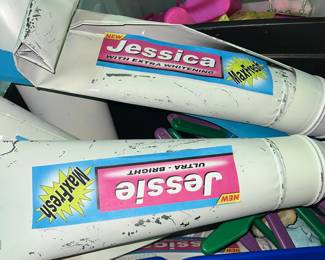 NEW
Jessica
WITH EXTRA WHITENING
MaxFresh
NEW
Jessie
ULTRA - BRIGHT
MaxFresh